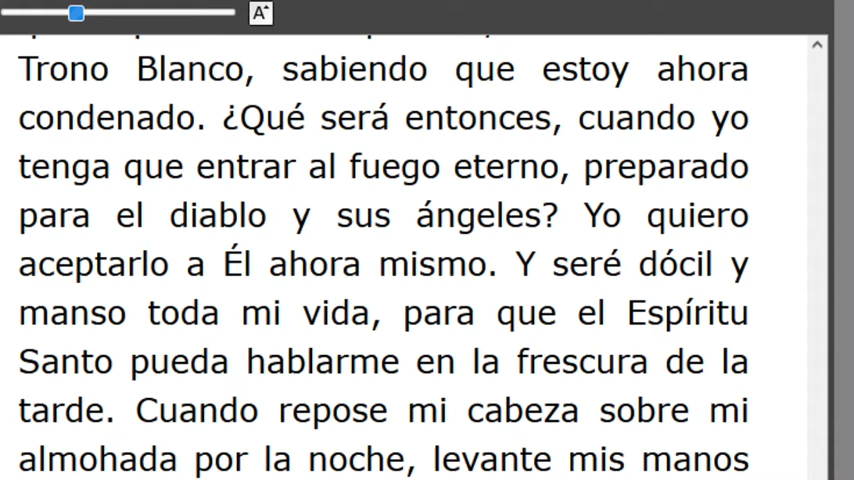 A
Trono Blanco, sabiendo que estoy ahora
condenado. ¿Qué será entonces, cuando yo
tenga que entrar al fuego eterno, preparado
para el diablo y sus ángeles? Yo quiero
aceptarlo a Él ahora mismo. Y seré dócil y
manso toda mi vida, para que el Espíritu
Santo pueda hablarme en la frescura de la
tarde. Cuando repose mi cabeza sobre mi
almohada por la noche, levante mis manos